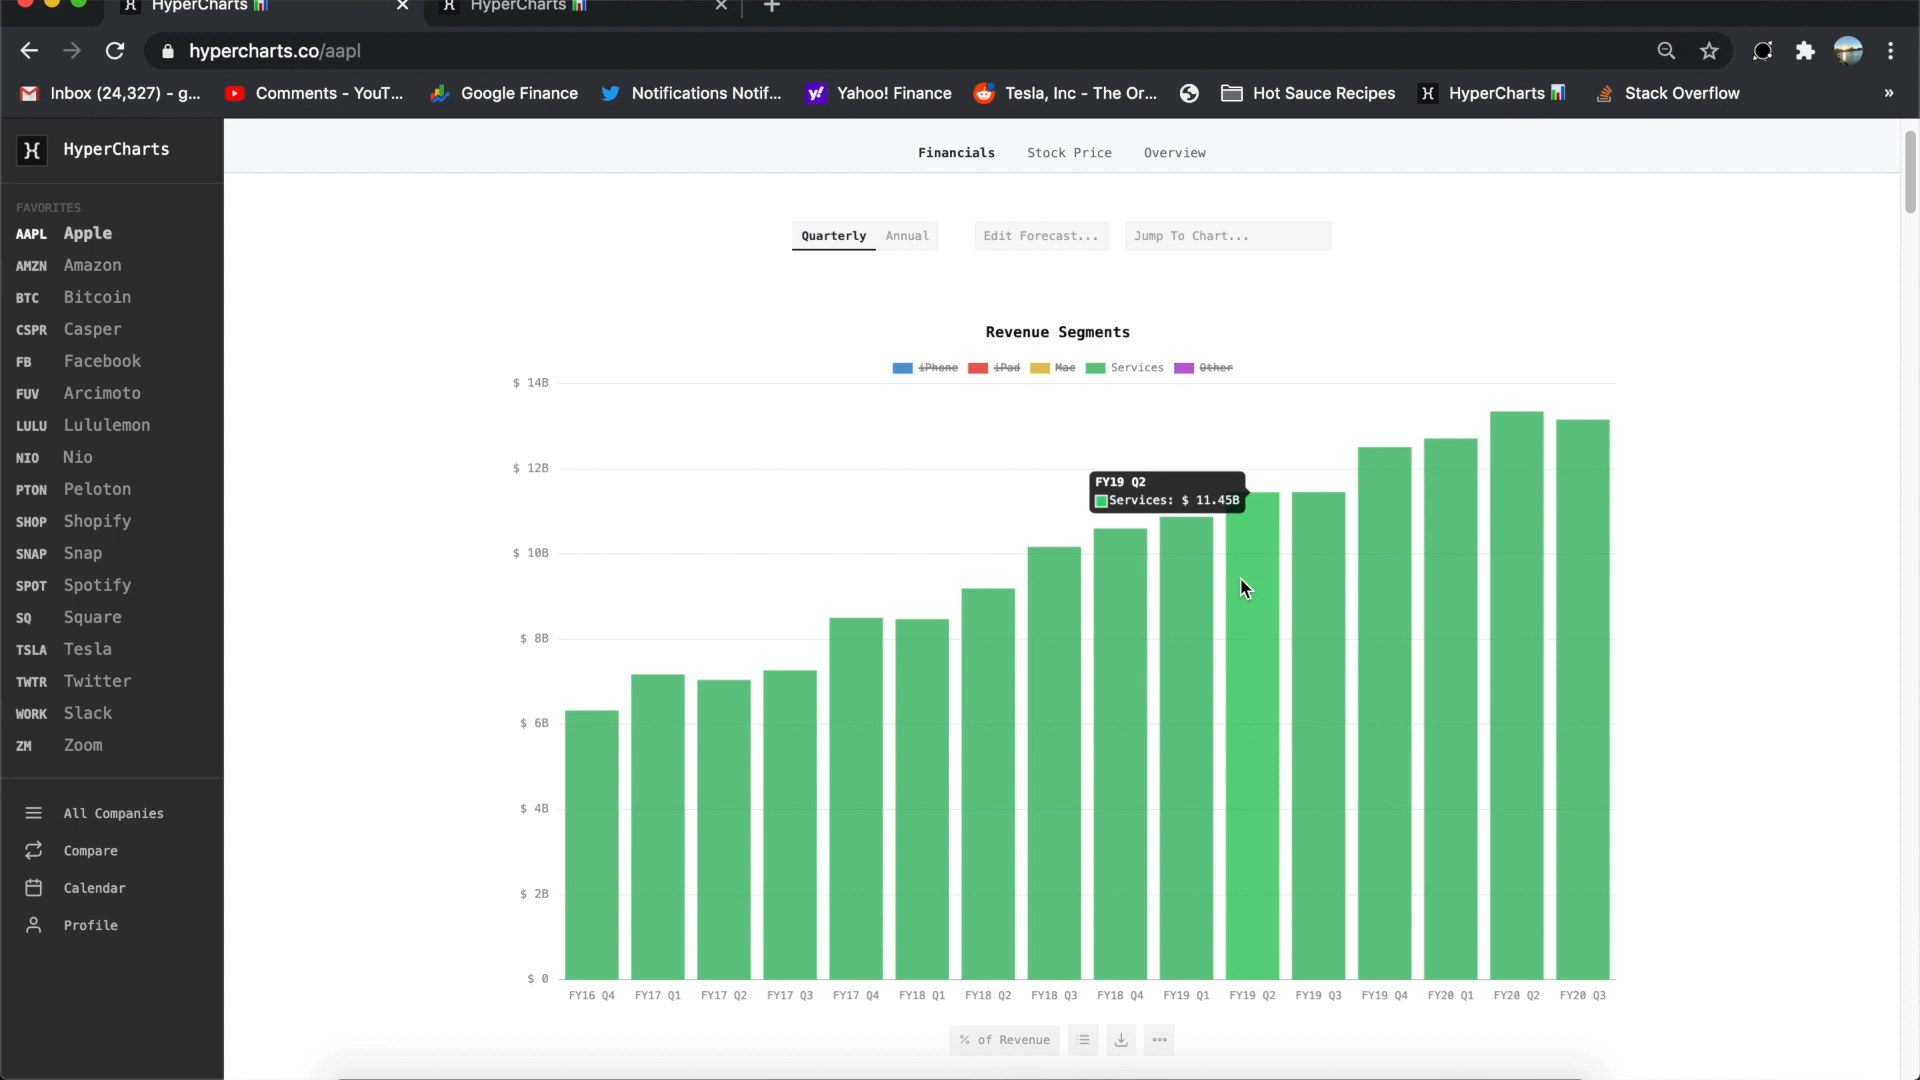 HyperCharts
HyperCharts
hypercharts.co/aapl
Inbox (24,327) - g...
Comments - YouT...
Google Finance
Notifications Notif...
Yahoo! Finance
Tesla, Inc - The Or...
Hot Sauce Recipes
HyperCharts
Stack Overflow
»
HyperCharts
FAVORITES
AAPL Apple
AMZN Amazon
BTC Bitcoin
CSPR Casper
FB Facebook
FUV Arcimoto
LULU Lululemon
NIO Nio
PTON Peloton
SHOP Shopify
SNAP Snap
SPOT Spotify
SQ Square
TSLA Tesla
TWTR Twitter
WORK Slack
ZM Zoom
All Companies
Compare
Calendar
Profile
Financials Stock Price Overview
Quarterly Annual Edit Forecast... Jump To Chart...
Revenue Segments
iPhone iPad Mac Services Other
$ 14B
$ 12B
$ 10B
$ 8B
$ 6B
$ 4B
$ 2B
$ 0
FY19 Q2
Services: $ 11.45B
FY16 Q4 FY17 Q1 FY17 Q2 FY17 Q3 FY17 Q4 FY18 Q1 FY18 Q2 FY18 Q3 FY18 Q4 FY19 Q1 FY19 Q2 FY19 Q3 FY19 Q4 FY20 Q1 FY20 Q2 FY20 Q3
% of Revenue